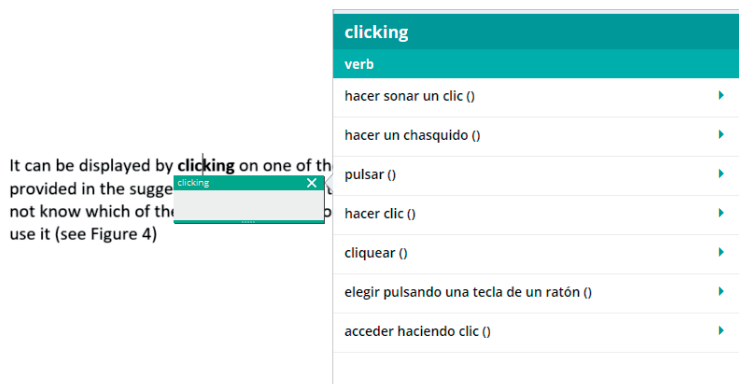 It can be displayed by clicking on one of the
provided in the sugge
not know which of the
use it (see Figure 4)
clicking
clicking
verb
hacer sonar un clic ()
hacer un chasquido ()
pulsar ()
hacer clic ()
cliquear ()
elegir pulsando una tecla de un ratón ()
acceder haciendo clic ()